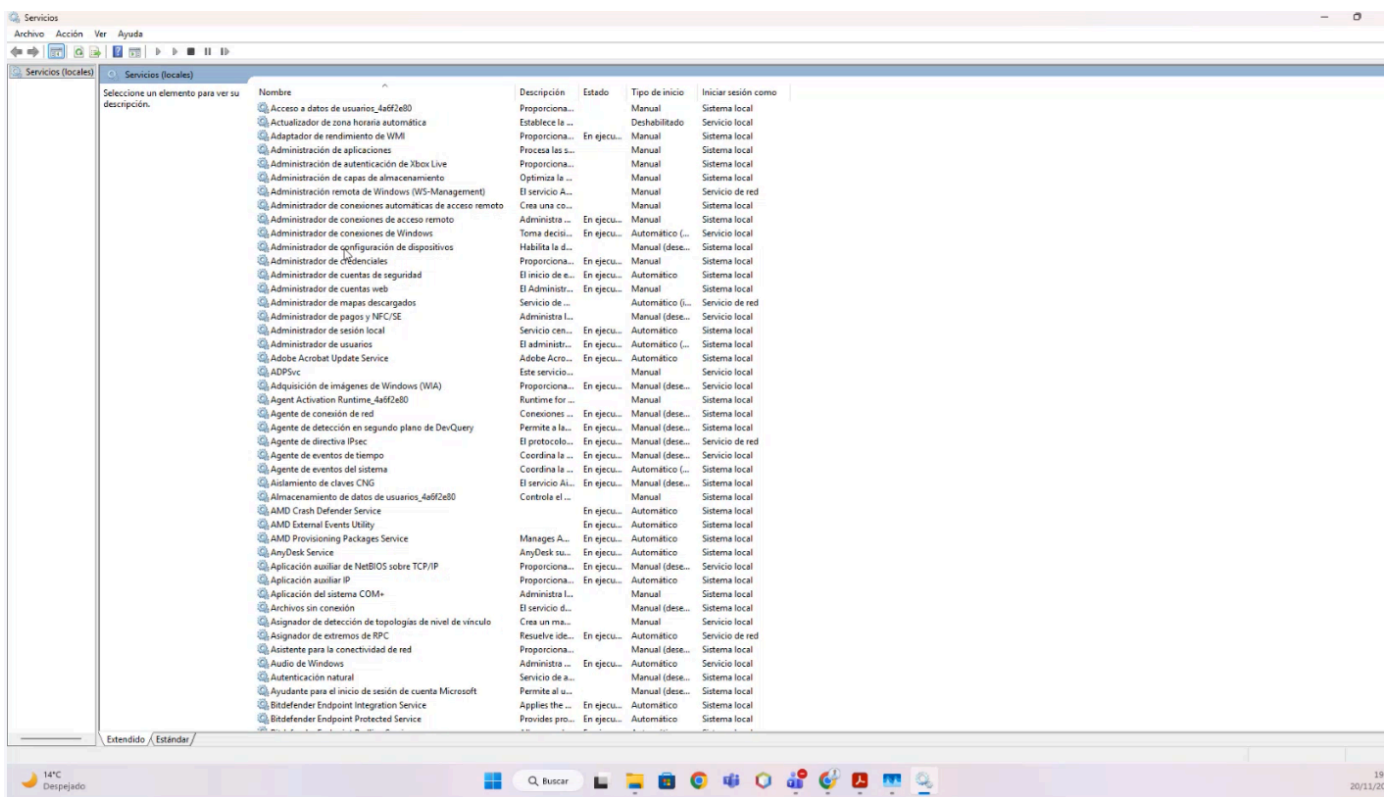 Servicios
Archivo Acción Ver Ayuda
Servicios (locales)
Servicios (locales)
Seleccione un elemento para ver su descripción.
Nombre Descripción Estado Tipo de inicio Iniciar sesión como
Acceso a datos de usuarios_4a6f2e80 Proporciona... Manual Sistema local
Actualizador de zona horaria automática Establece la ... Deshabilitado Servicio local
Adaptador de rendimiento de WMI Proporciona... En ejecu... Manual Sistema local
Administración de aplicaciones Procesa las s... Manual Sistema local
Administración de autenticación de Xbox Live Proporciona... Manual Sistema local
Administración de capas de almacenamiento Optimiza la ... Manual Sistema local
Administración remota de Windows (WS-Management) El servicio A... Manual Servicio de red
Administrador de conexiones automáticas de acceso remoto Crea una co... Manual Sistema local
Administrador de conexiones de acceso remoto Administra ... En ejecu... Manual Sistema local
Administrador de conexiones de Windows Toma decisi... En ejecu... Automático (... Servicio local
Administrador de configuración de dispositivos Habilita la d... Manual (dese... Sistema local
Administrador de credenciales Proporciona... En ejecu... Manual Sistema local
Administrador de cuentas de seguridad El inicio de e... En ejecu... Automático Sistema local
Administrador de cuentas web El Administr... En ejecu... Manual Sistema local
Administrador de mapas descargados Servicio de ... Automático (i... Servicio de red
Administrador de pagos y NFC/SE Administra l... Manual (dese... Servicio local
Administrador de sesión local Servicio cen... En ejecu... Automático Sistema local
Administrador de usuarios El administr... En ejecu... Automático (... Sistema local
Adobe Acrobat Update Service Adobe Acro... En ejecu... Automático Sistema local
ADPSvc Este servicio... Manual Servicio local
Adquisición de imágenes de Windows (WIA) Proporciona... En ejecu... Manual (dese... Servicio local
Agent Activation Runtime_4a6f2e80 Runtime for ... Manual Sistema local
Agente de conexión de red Conexiones ... En ejecu... Manual (dese... Sistema local
Agente de detección en segundo plano de DevQuery Permite a la... En ejecu... Manual (dese... Sistema local
Agente de directiva IPsec El protocolo... En ejecu... Manual (dese... Servicio de red
Agente de eventos de tiempo Coordina la ... En ejecu... Manual (dese... Servicio local
Agente de eventos del sistema Coordina la ... En ejecu... Automático (... Sistema local
Aislamiento de claves CNG El servicio Ai... En ejecu... Manual (dese... Sistema local
Almacenamiento de datos de usuarios_4a6f2e80 Controla el ... Manual Sistema local
AMD Crash Defender Service En ejecu... Automático Sistema local
AMD External Events Utility En ejecu... Automático Sistema local
AMD Provisioning Packages Service Manages A... En ejecu... Automático Sistema local
AnyDesk Service AnyDesk su... En ejecu... Automático Sistema local
Aplicación auxiliar de NetBIOS sobre TCP/IP Proporciona... En ejecu... Manual (dese... Servicio local
Aplicación auxiliar IP Proporciona... En ejecu... Automático Sistema local
Aplicación del sistema COM+ Administra l... Manual Sistema local
Archivos sin conexión El servicio d... Manual (dese... Sistema local
Asignador de detección de topologías de nivel de vínculo Crea un ma... Manual Servicio local
Asignador de extremos de RPC Resuelve ide... En ejecu... Automático Servicio de red
Asistente para la conectividad de red Proporciona... Manual (dese... Sistema local
Audio de Windows Administra ... En ejecu... Automático Servicio local
Autenticación natural Servicio de a... Manual (dese... Sistema local
Ayudante para el inicio de sesión de cuenta Microsoft Permite al u... Manual (dese... Sistema local
Bitdefender Endpoint Integration Service Applies the ... En ejecu... Automático Sistema local
Bitdefender Endpoint Protected Service Provides pro... En ejecu... Automático Sistema local
Extendido Estándar
14°C
Despejado
Buscar
19
20/11/20